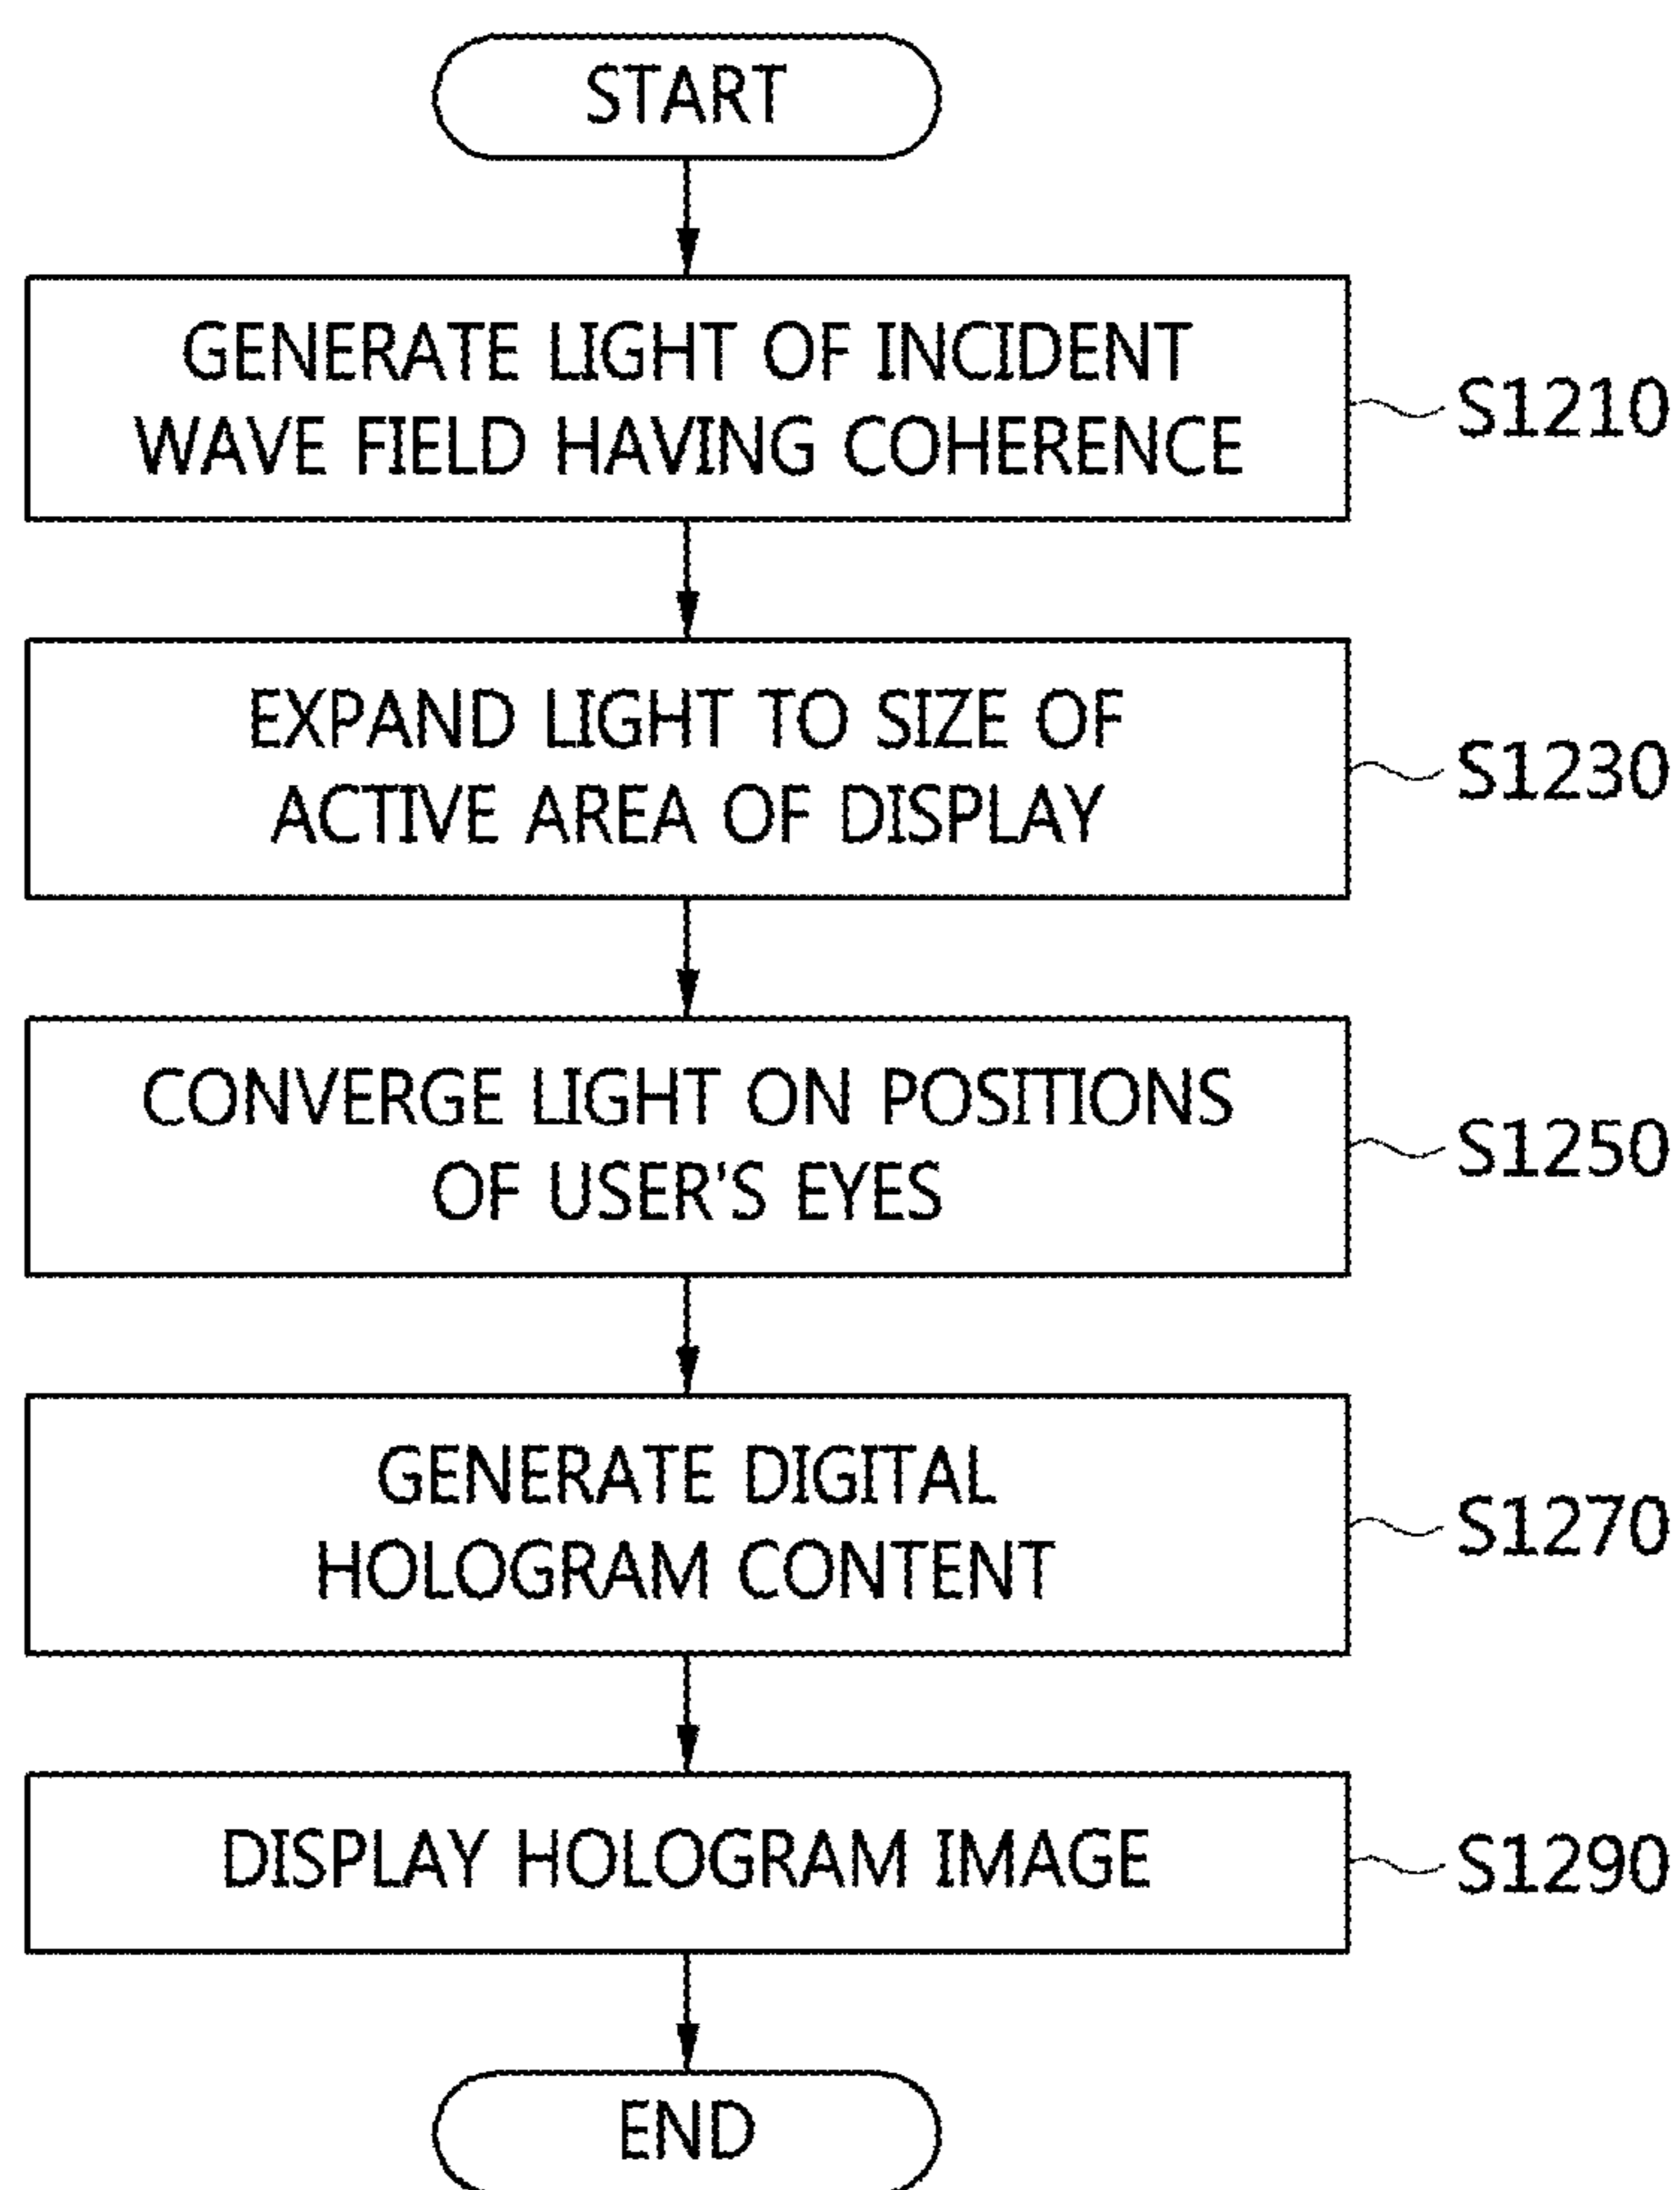 START
GENERATE LIGHT OF INCIDENT
WAVE FIELD HAVING COHERENCE
S1210
EXPAND LIGHT TO SIZE OF
ACTIVE AREA OF DISPLAY
S1230
CONVERGE LIGHT ON POSITIONS
OF USER'S EYES
S1250
GENERATE DIGITAL
HOLOGRAM CONTENT
S1270
DISPLAY HOLOGRAM IMAGE
S1290
END